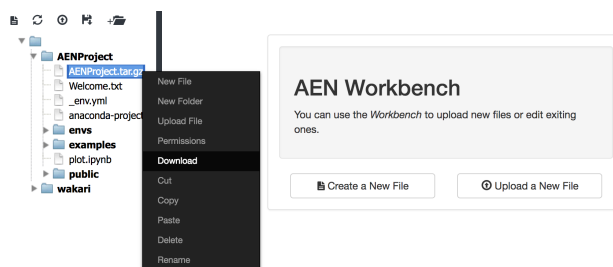 AENProject
AENProject.tar.gz
Welcome.txt
_env.yml
anaconda-project
envs
examples
plot.ipynb
public
wakari
New File
New Folder
Upload File
Permissions
Download
Cut
Copy
Paste
Delete
Rename
AEN Workbench
You can use the Workbench to upload new files or edit exiting
ones.
Create a New File
Upload a New File